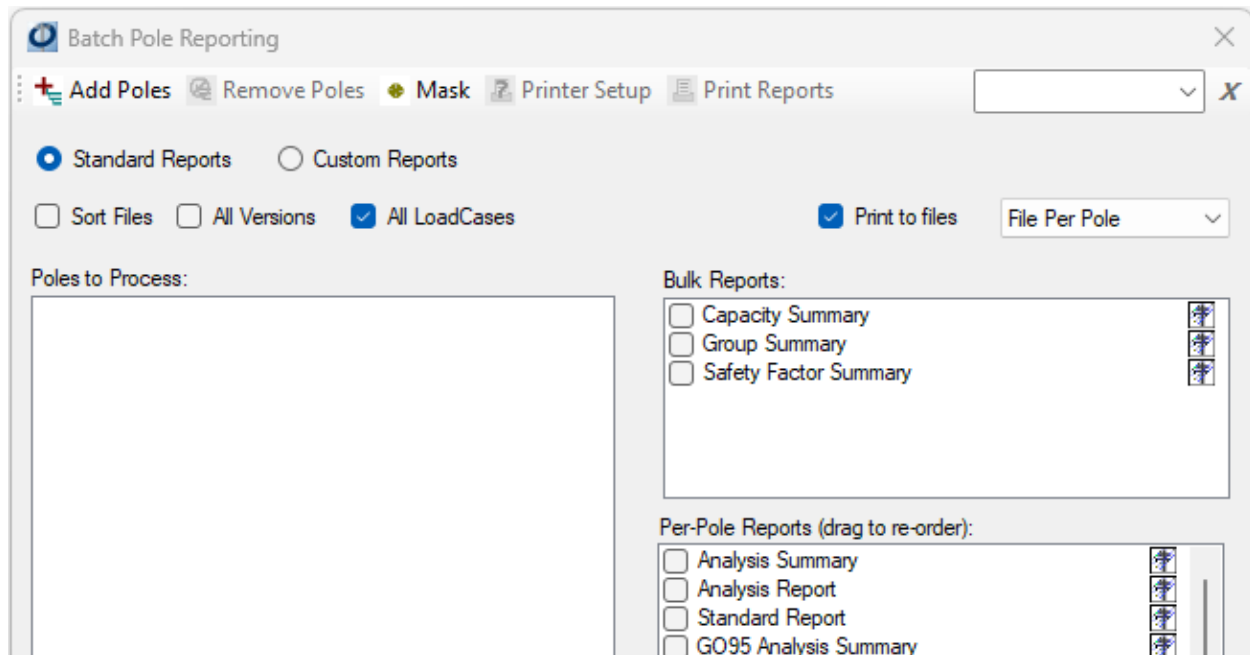 Batch Pole Reporting
Add Poles Remove Poles Mask Printer Setup Print Reports X
Standard Reports Custom Reports
Sort Files All Versions All LoadCases Print to files File Per Pole
Poles to Process:
Bulk Reports:
Capacity Summary
Group Summary
Safety Factor Summary
Per-Pole Reports (drag to re-order):
Analysis Summary
Analysis Report
Standard Report
GO95 Analysis Summary